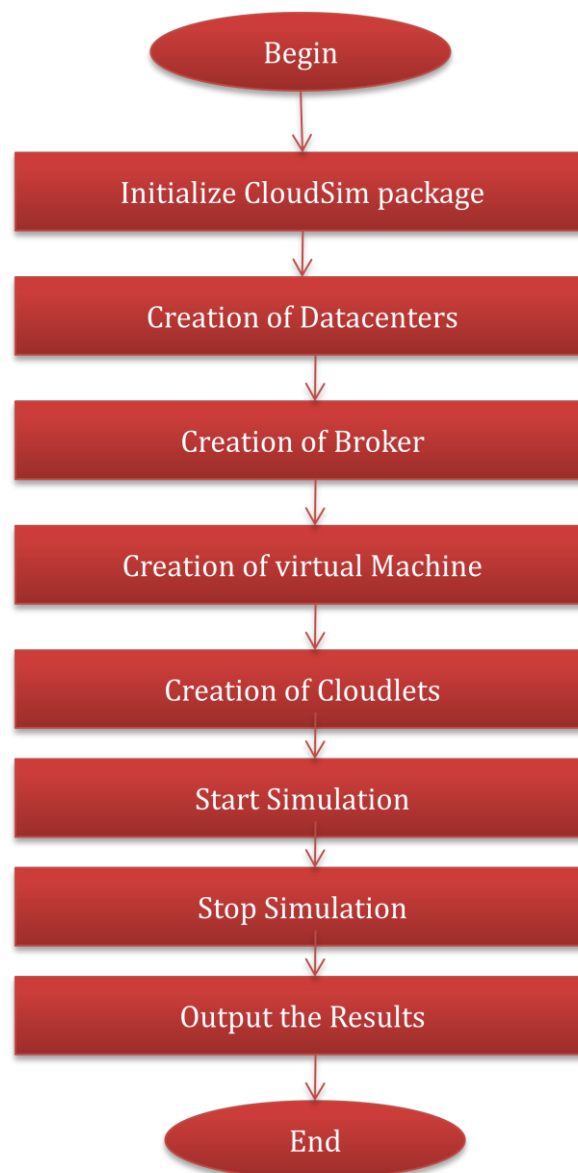 Begin
Initialize CloudSim package
Creation of Datacenters
Creation of Broker
Creation of virtual Machine
Creation of Cloudlets
Start Simulation
Stop Simulation
Output the Results
End